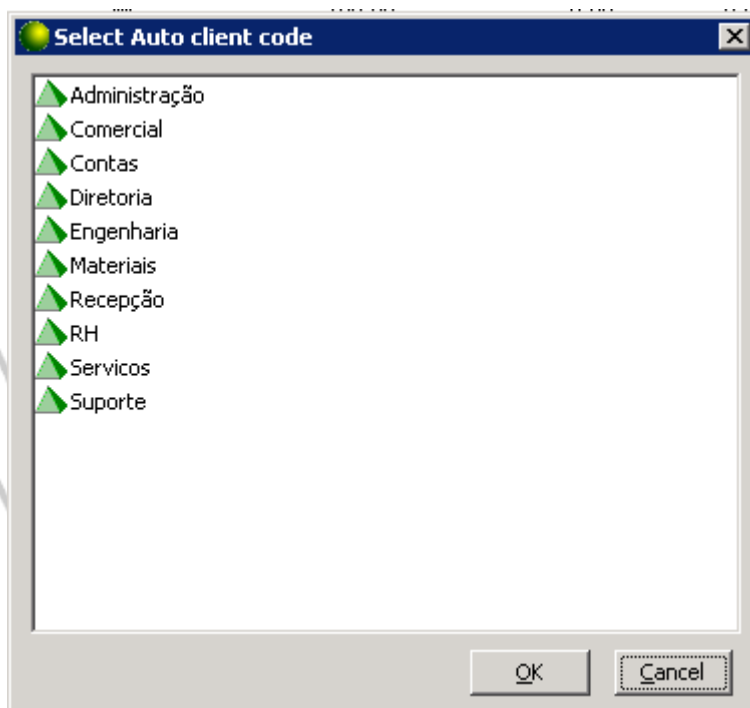 Select Auto client code
Administração
Comercial
Contas
Diretoria
Engenharia
Materiais
Recepção
RH
Servicos
Suporte
OK Cancel